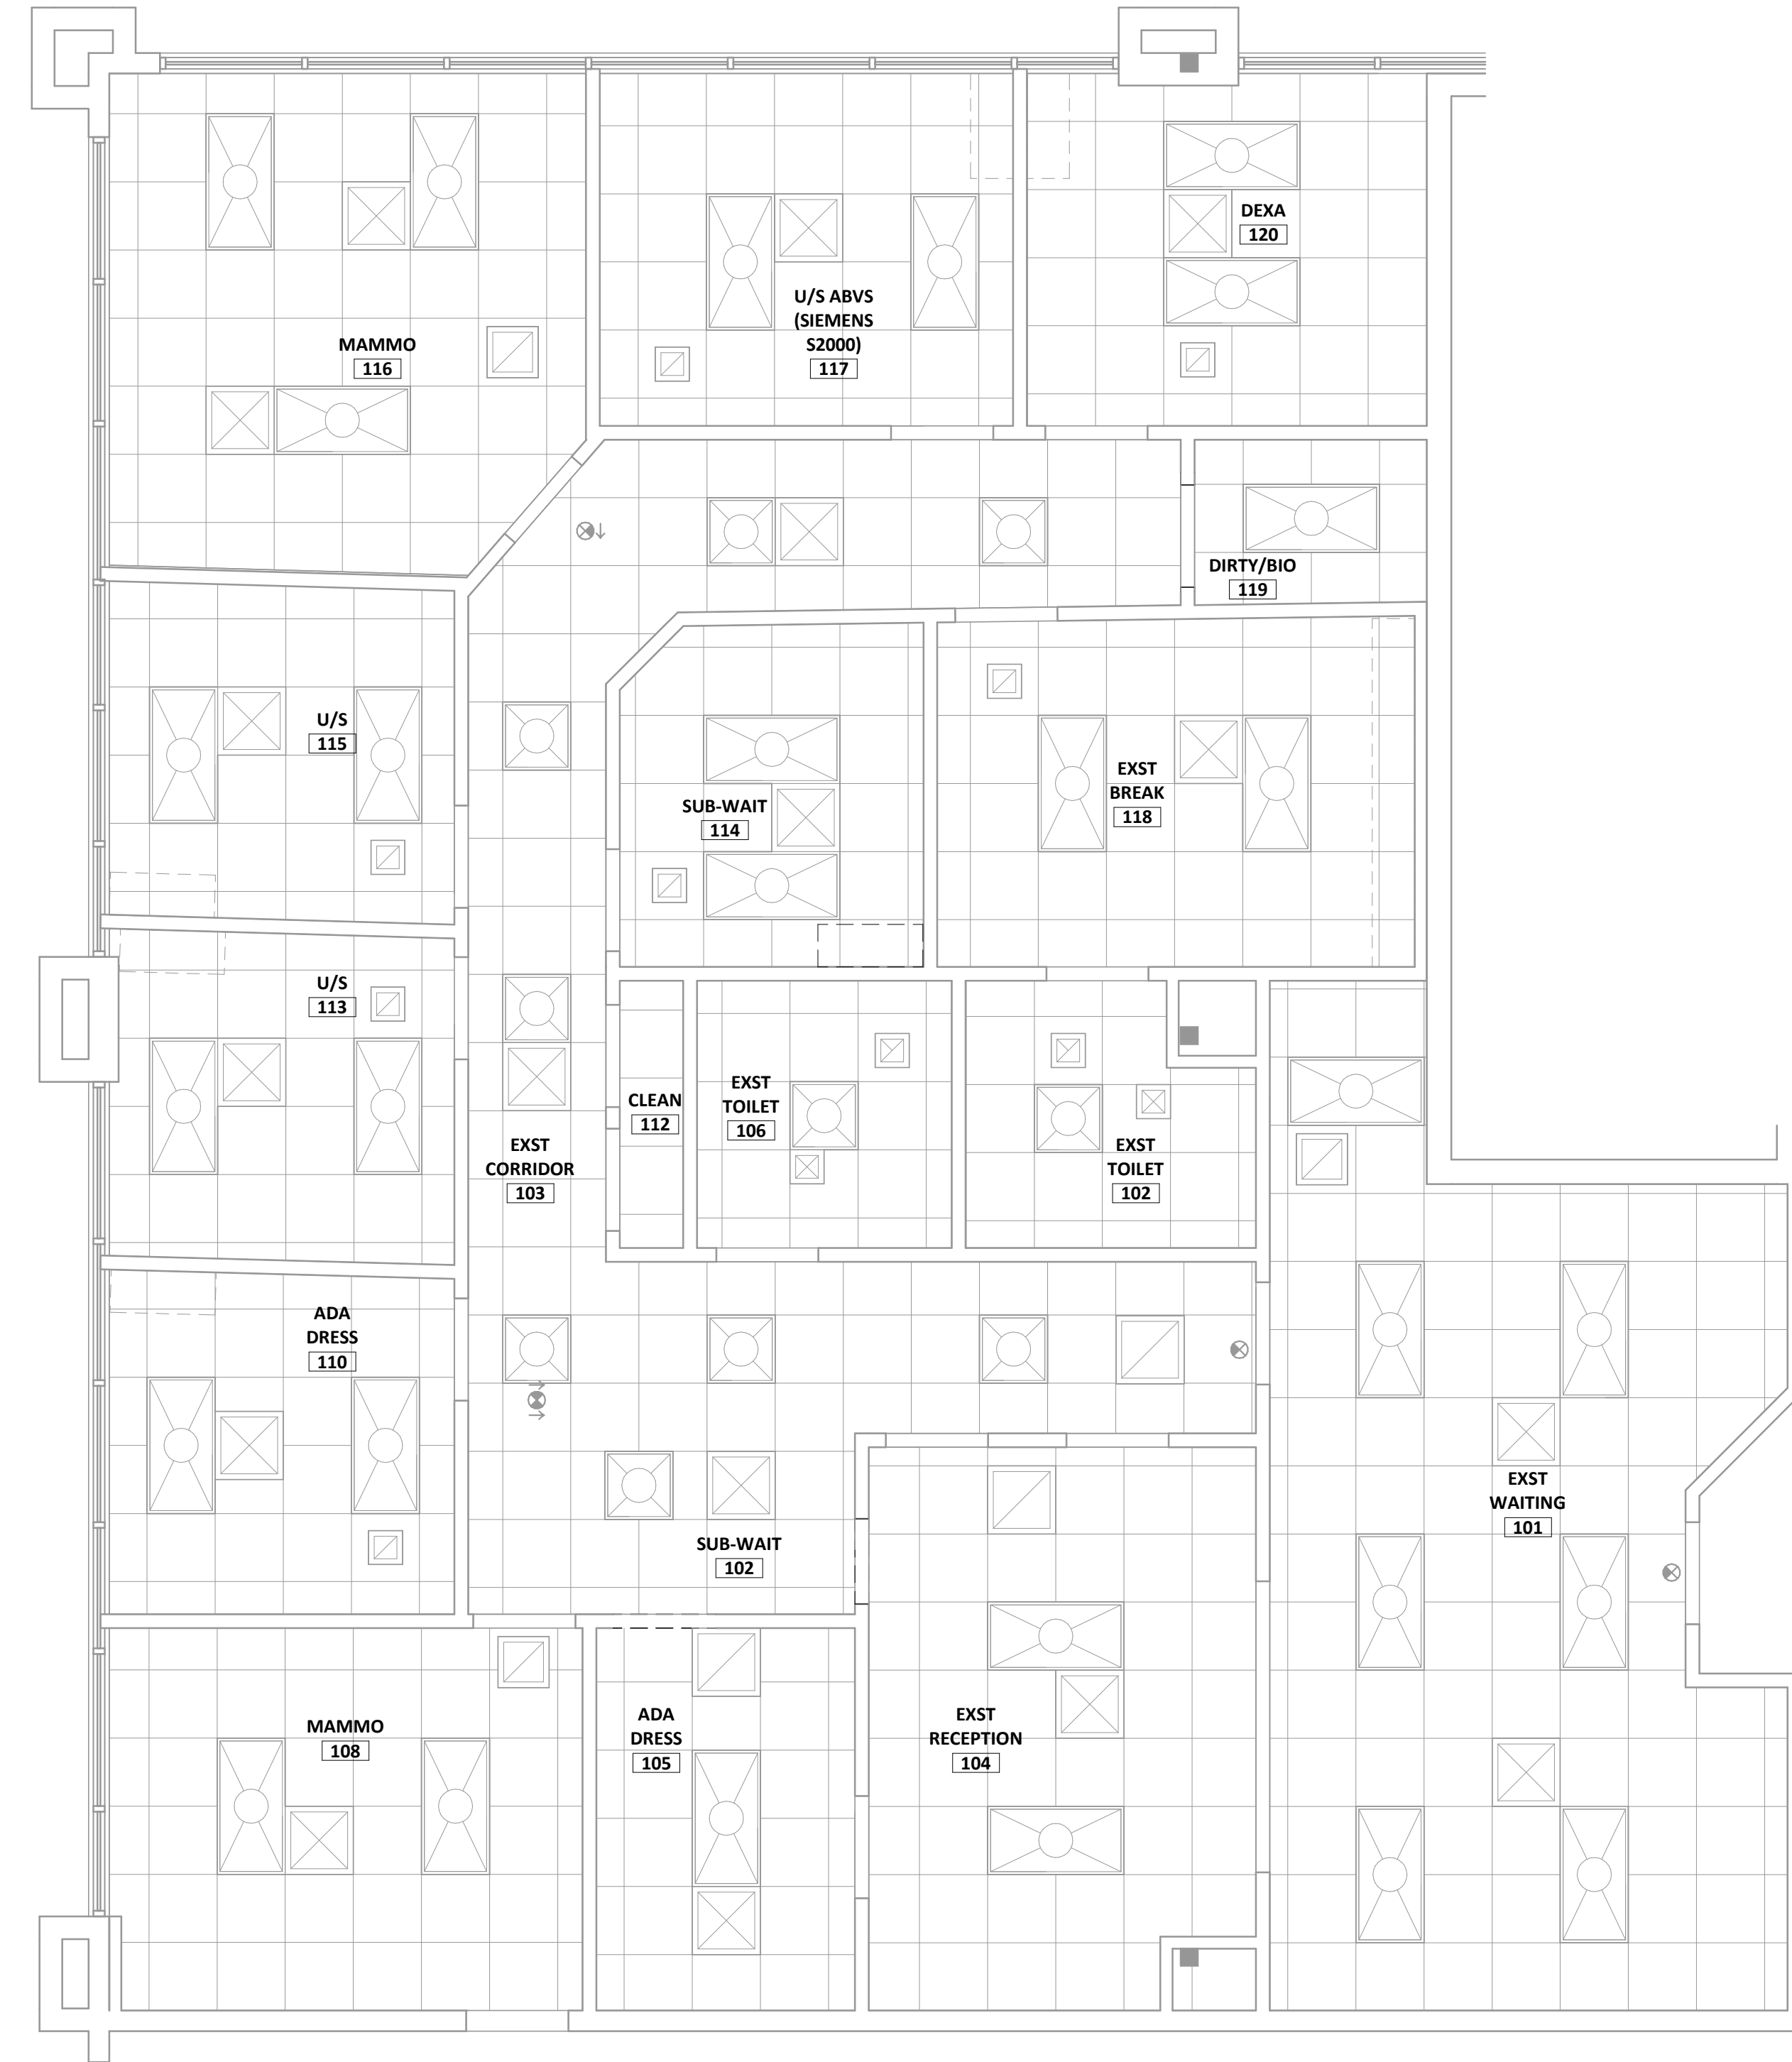 DEXA
120
U/S ABVS
(SIEMENS
S2000)
117
MAMMO
116
DIRTY/BIO
119
U/S
115
SUB-WAIT
114
EXST
BREAK
118
U/S
113
CLEAN
112
EXST
TOILET
106
EXST
TOILET
102
EXST
CORRIDOR
103
ADA
DRESS
110
EXST
WAITING
101
SUB-WAIT
102
MAMMO
108
ADA
DRESS
105
EXST
RECEPTION
104